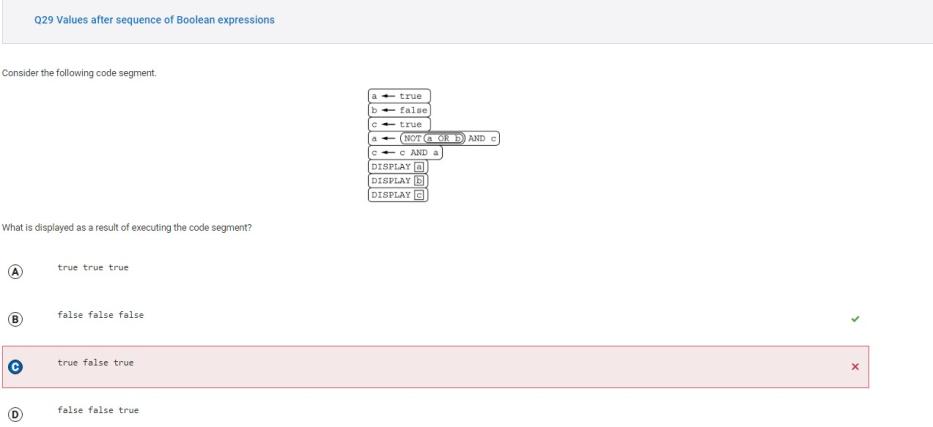 Q29 Values after sequence of Boolean expressions
Consider the following code segment.
a ← true
b ← false
c ← true
a ← NOT a OR b AND c
c ← c AND a
DISPLAY a
DISPLAY b
DISPLAY c
What is displayed as a result of executing the code segment?
A true true true
B false false false
C true false true
D false false true